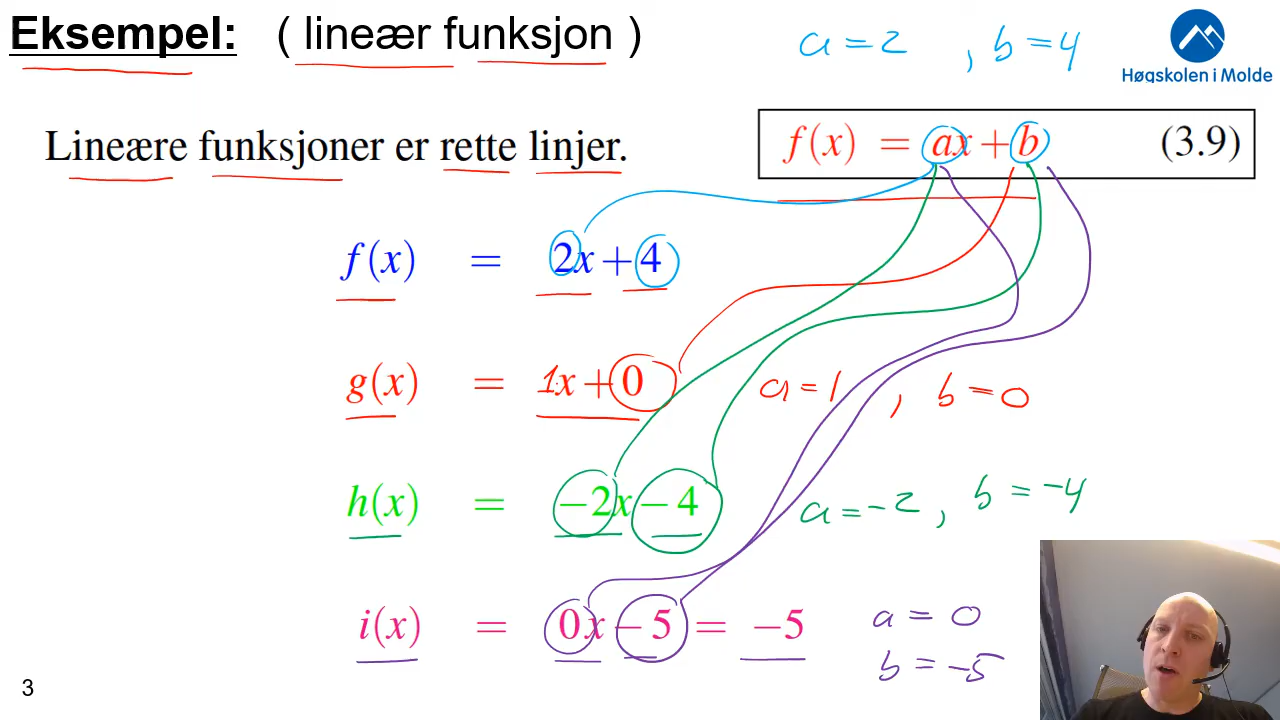 Eksempel: ( lineær funksjon )
a = 2 , b = 4
Høgskolen i Molde
Lineære funksjoner er rette linjer.
f(x) = ax + b (3.9)
f(x) = 2x + 4
g(x) = 1x + 0
a = 1 , b = 0
h(x) = −2x − 4
a = −2 , b = −4
i(x) = 0x − 5 = −5
a = 0
b = −5
3